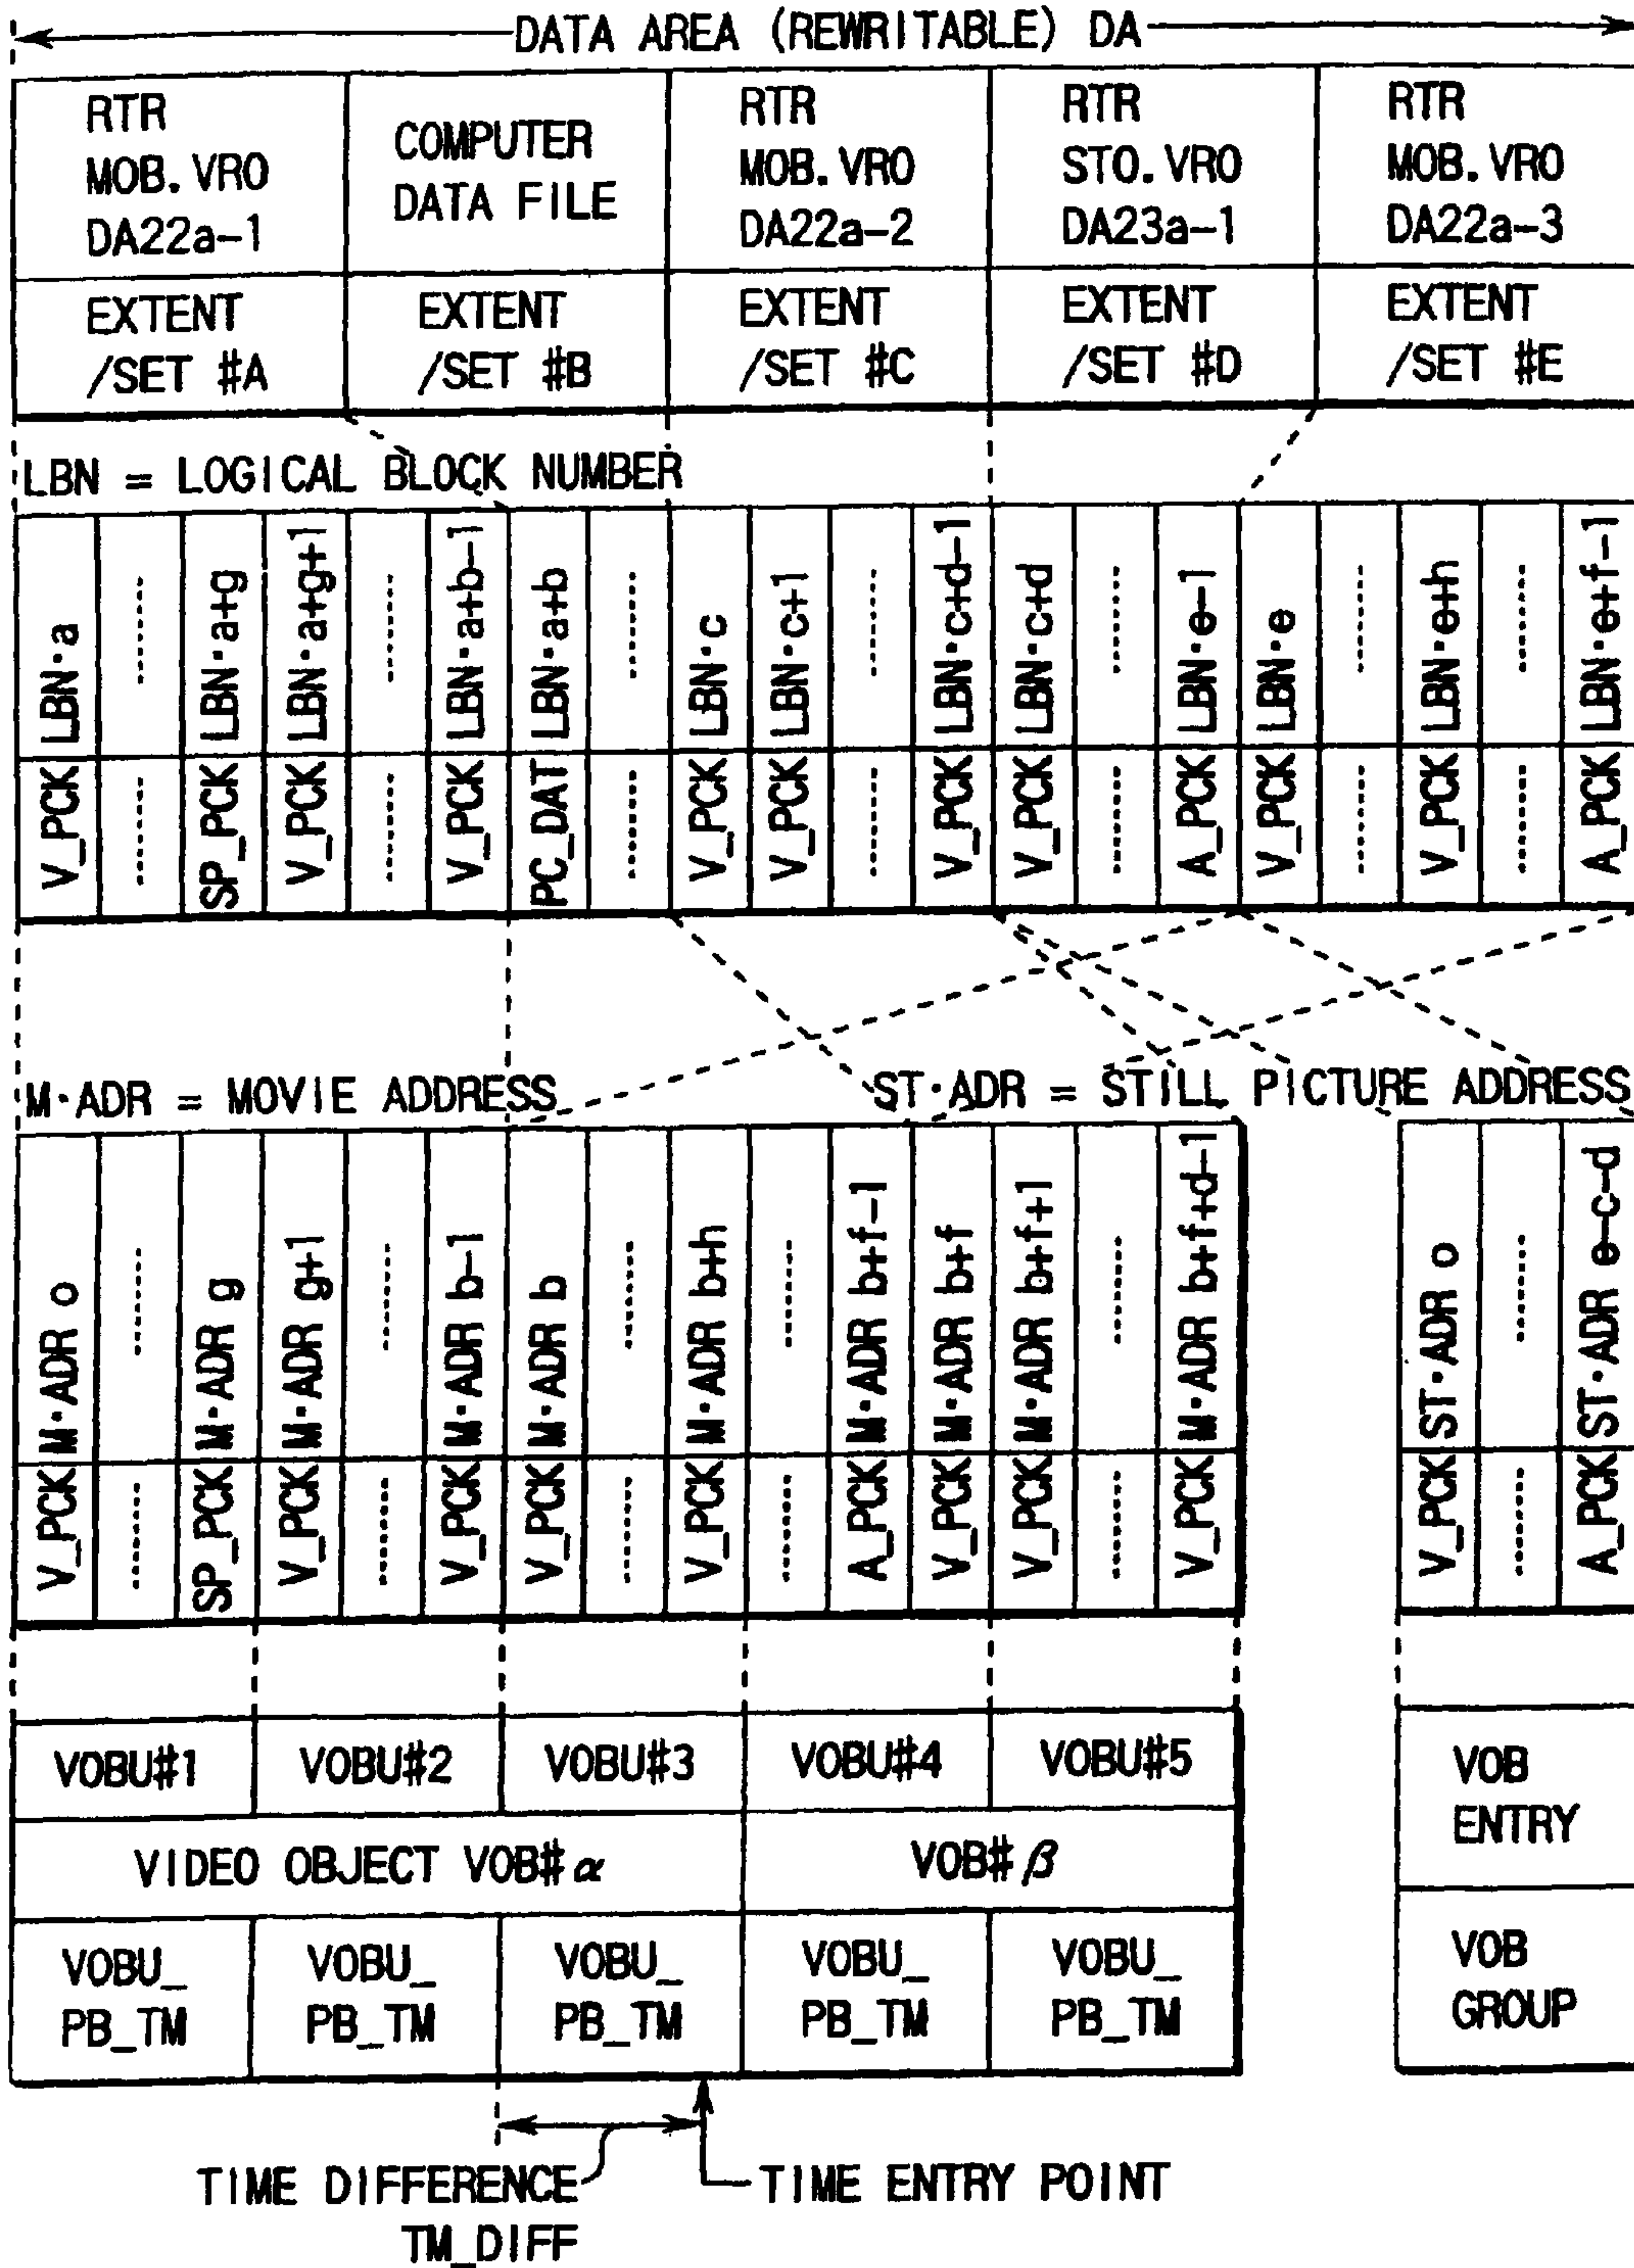 DATA AREA (REWRITABLE) DA
RTR
MOB.VRO
DA22a-1
COMPUTER
DATA FILE
RTR
MOB.VRO
DA22a-2
RTR
STO.VRO
DA23a-1
RTR
MOB.VRO
DA22a-3
EXTENT
/SET #A
EXTENT
/SET #B
EXTENT
/SET #C
EXTENT
/SET #D
EXTENT
/SET #E
LBN = LOGICAL BLOCK NUMBER
LBN·a
LBN·a+g
LBN·a+g+1
LBN·a+b-1
LBN·a+b
LBN·c
LBN·c+1
LBN·c+d-1
LBN·c+d
LBN·e-1
LBN·e
LBN·e+h
LBN·e+f-1
V_PCK
SP_PCK
V_PCK
V_PCK
PC_DAT
V_PCK
V_PCK
V_PCK
V_PCK
A_PCK
V_PCK
V_PCK
A_PCK
M·ADR = MOVIE ADDRESS
ST·ADR = STILL PICTURE ADDRESS
M·ADR o
M·ADR g
M·ADR g+1
M·ADR b-1
M·ADR b
M·ADR b+h
M·ADR b+f-1
M·ADR b+f
M·ADR b+f+1
M·ADR b+f+d-1
ST·ADR o
ST·ADR e-c-d
V_PCK
SP_PCK
V_PCK
V_PCK
V_PCK
V_PCK
A_PCK
V_PCK
V_PCK
V_PCK
V_PCK
A_PCK
VOBU#1
VOBU#2
VOBU#3
VOBU#4
VOBU#5
VOB
ENTRY
VIDEO OBJECT VOB#α
VOB#β
VOBU_
PB_TM
VOBU_
PB_TM
VOBU_
PB_TM
VOBU_
PB_TM
VOBU_
PB_TM
VOB
GROUP
TIME DIFFERENCE
TM_DIFF
TIME ENTRY POINT